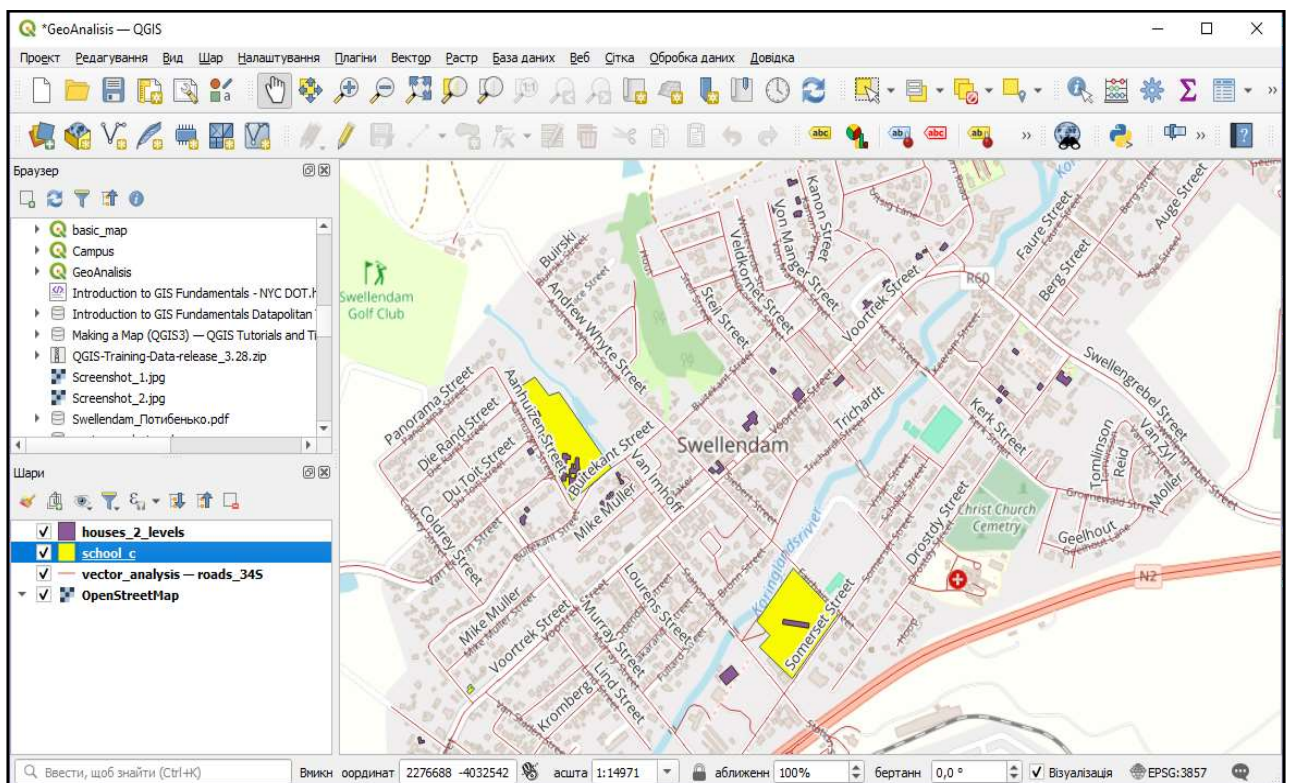 *GeoAnalisis — QGIS
Проект Редагування Вид Шар Налаштування Плагіни Вектор Растр База даних Веб Сітка Обробка даних Довідка
Браузер
basic_map
Campus
GeoAnalisis
Introduction to GIS Fundamentals - NYC DOT.h
Introduction to GIS Fundamentals Datapolitan
Making a Map (QGIS3) — QGIS Tutorials and Ti
QGIS-Training-Data-release_3.28.zip
Screenshot_1.jpg
Screenshot_2.jpg
Swellendam_Потибенько.pdf
Шари
houses_2_levels
school_c
vector_analysis — roads_34S
OpenStreetMap
Swellendam
Golf Club
Buirski
Andrew Whyte Street
Steil Street
Veldkornet Street
Von Manger Street
Kanon Street
Voortrek Street
R60
Faure Street
Berg Street
Auge Street
Swellengrebel Street
Van Zyl
Tomlinson
Reid
Moller
Geelhout
Kerk Street
Trichardt
Panorama Street
Die Rand Street
Du Toit Street
Coldrey Street
Aanhuizen Street
Buitekant Street
Van Imhoff
Mike Muller
Swellendam
Christ Church
Cemetry
Drostdy Street
Somerset Street
Koringlandsrivier
Lourens Street
Murray Street
Lind Street
Mike Muller
Voortrek Street
Kromberg
N2
Ввести, щоб знайти (Ctrl+K) Вмикн ординат 2276688 -4032542 асшта 1:14971 аближенн 100% бертанн 0,0 ° Візуалізація EPSG:3857